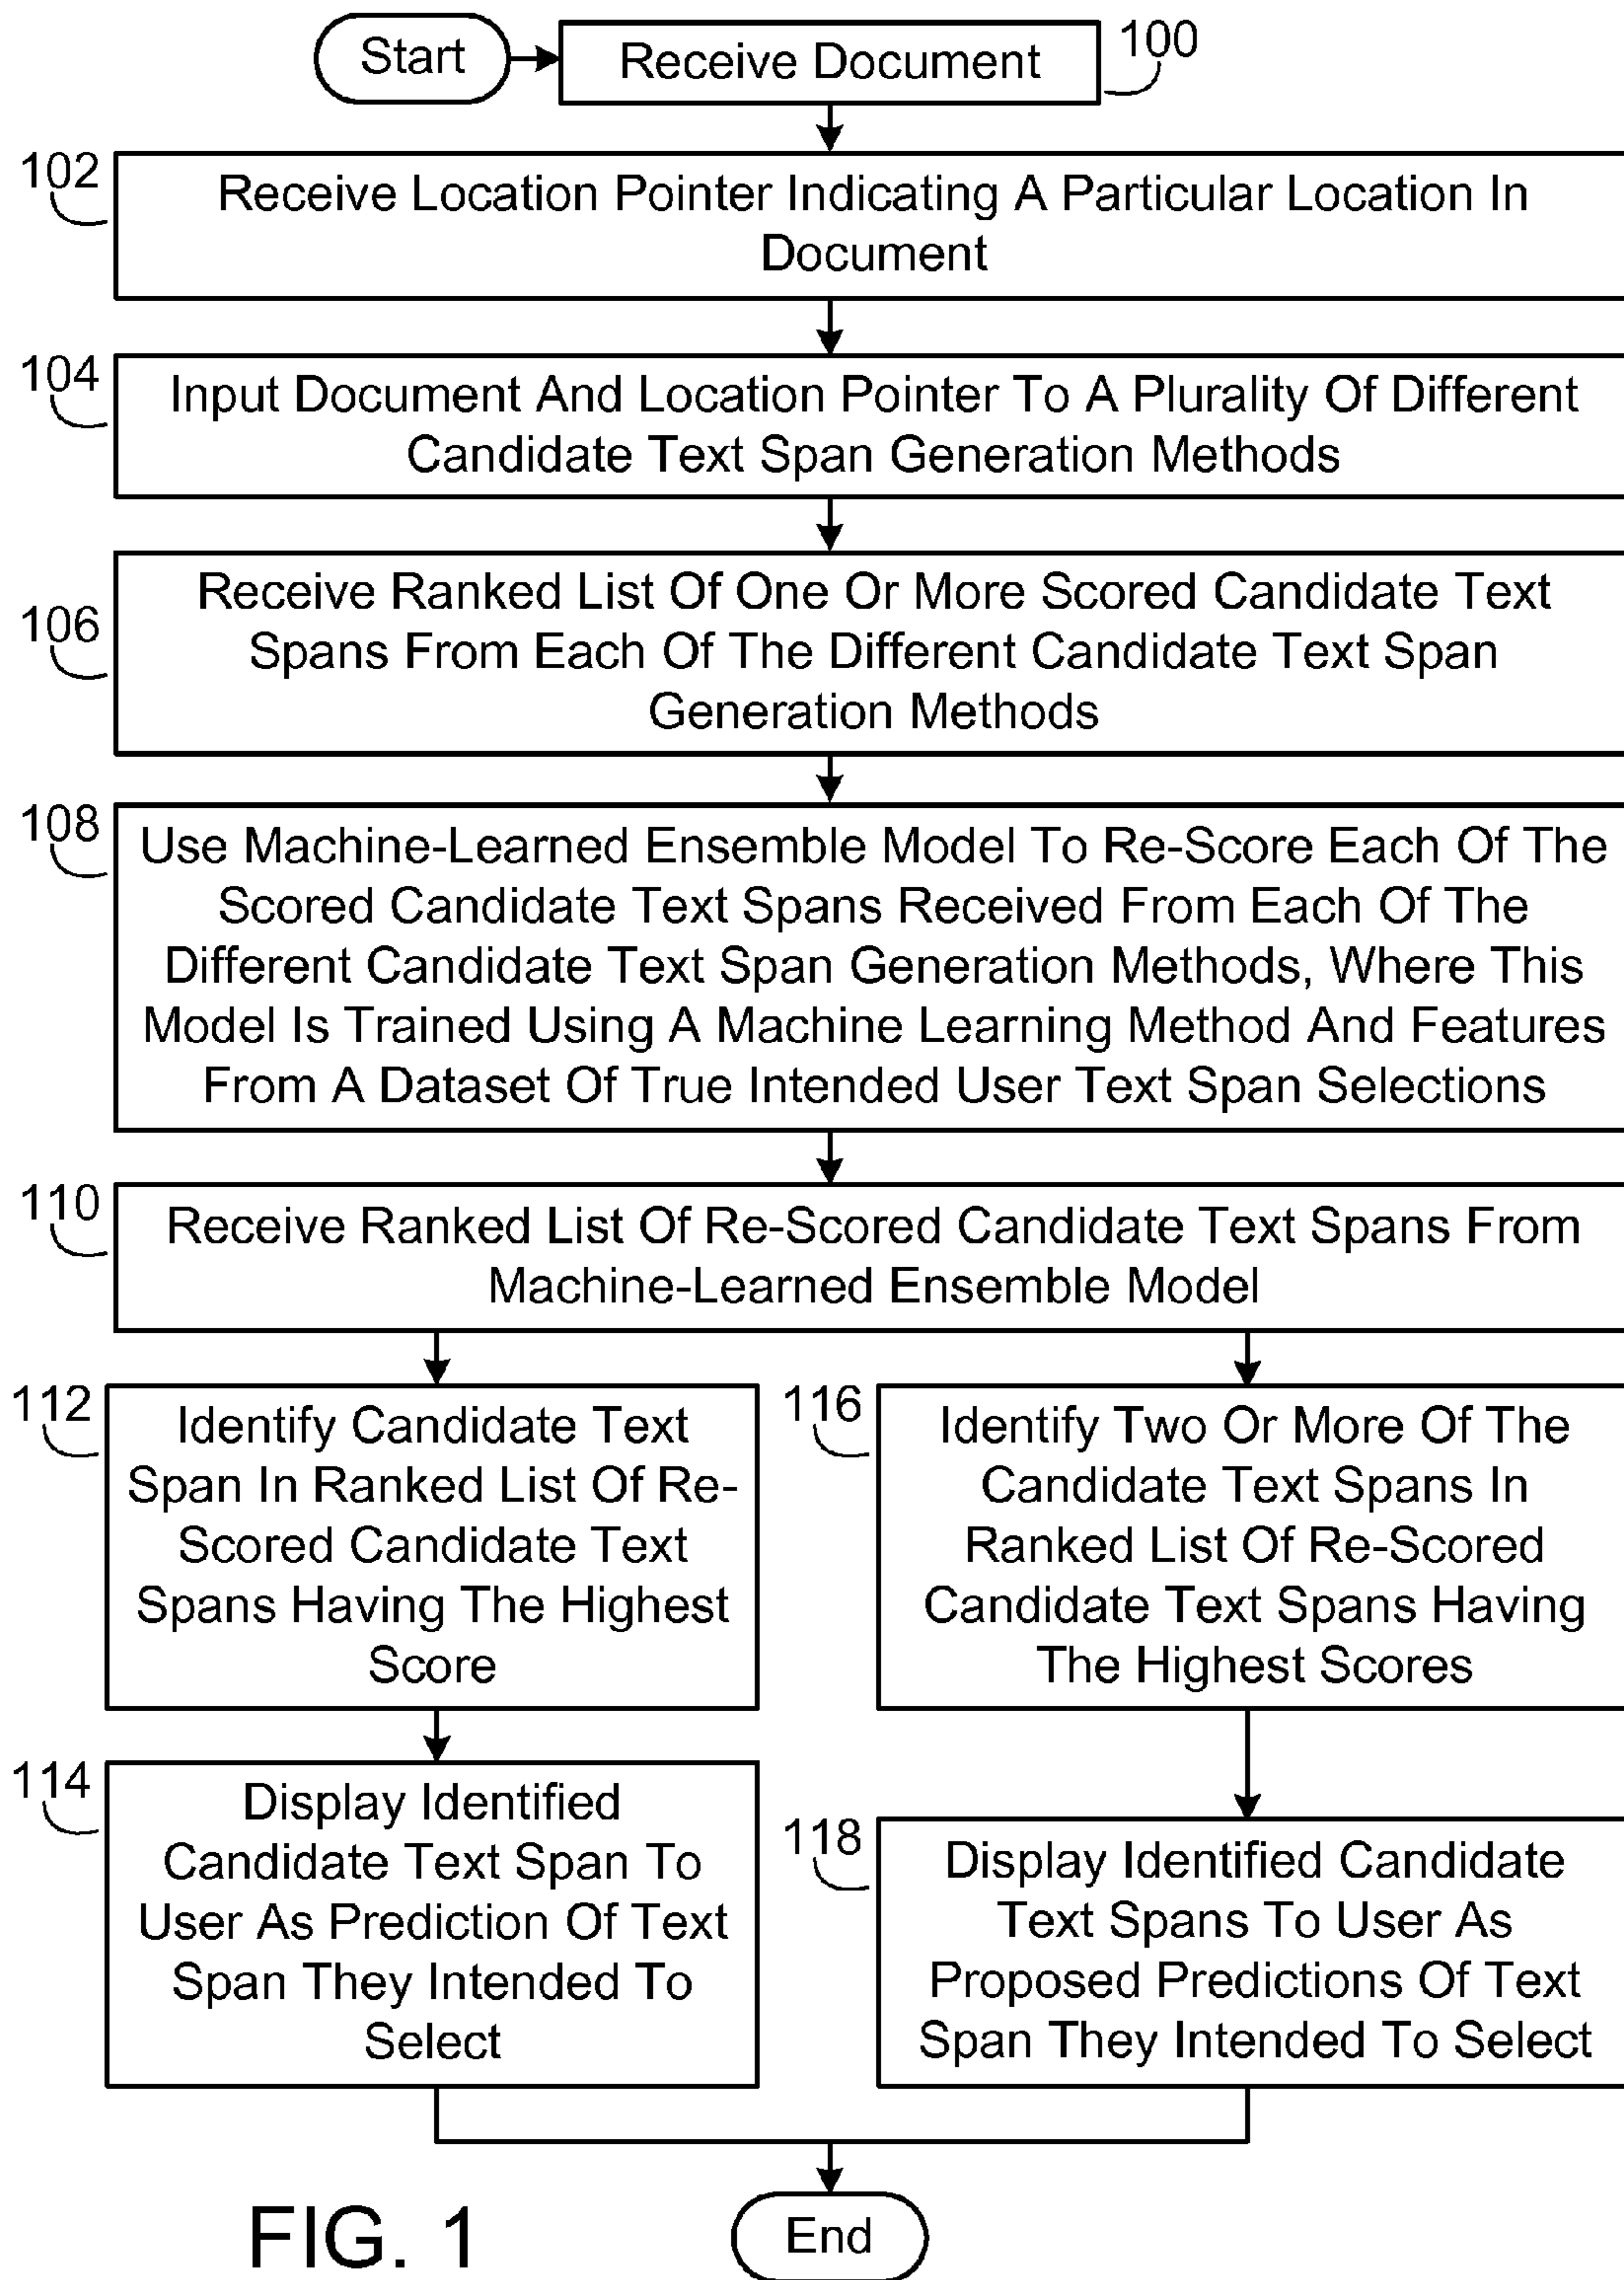 Start
Receive Document
100
102
Receive Location Pointer Indicating A Particular Location In
Document
104
Input Document And Location Pointer To A Plurality Of Different
Candidate Text Span Generation Methods
106
Receive Ranked List Of One Or More Scored Candidate Text
Spans From Each Of The Different Candidate Text Span
Generation Methods
108
Use Machine-Learned Ensemble Model To Re-Score Each Of The
Scored Candidate Text Spans Received From Each Of The
Different Candidate Text Span Generation Methods, Where This
Model Is Trained Using A Machine Learning Method And Features
From A Dataset Of True Intended User Text Span Selections
110
Receive Ranked List Of Re-Scored Candidate Text Spans From
Machine-Learned Ensemble Model
112
Identify Candidate Text
Span In Ranked List Of Re-
Scored Candidate Text
Spans Having The Highest
Score
114
Display Identified
Candidate Text Span To
User As Prediction Of Text
Span They Intended To
Select
116
Identify Two Or More Of The
Candidate Text Spans In
Ranked List Of Re-Scored
Candidate Text Spans Having
The Highest Scores
118
Display Identified Candidate
Text Spans To User As
Proposed Predictions Of Text
Span They Intended To Select
End
FIG. 1